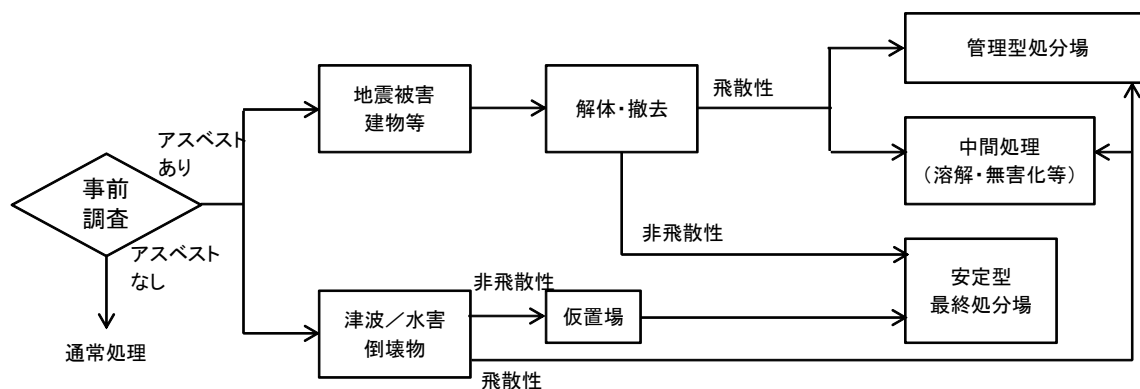 管理型処分場
地震被害
建物等
解体・撤去
飛散性
アスベスト
あり
中間処理
（溶解・無害化等）
事前
調査
非飛散性
アスベスト
なし
安定型
最終処分場
非飛散性
津波／水害
倒壊物
仮置場
通常処理
飛散性